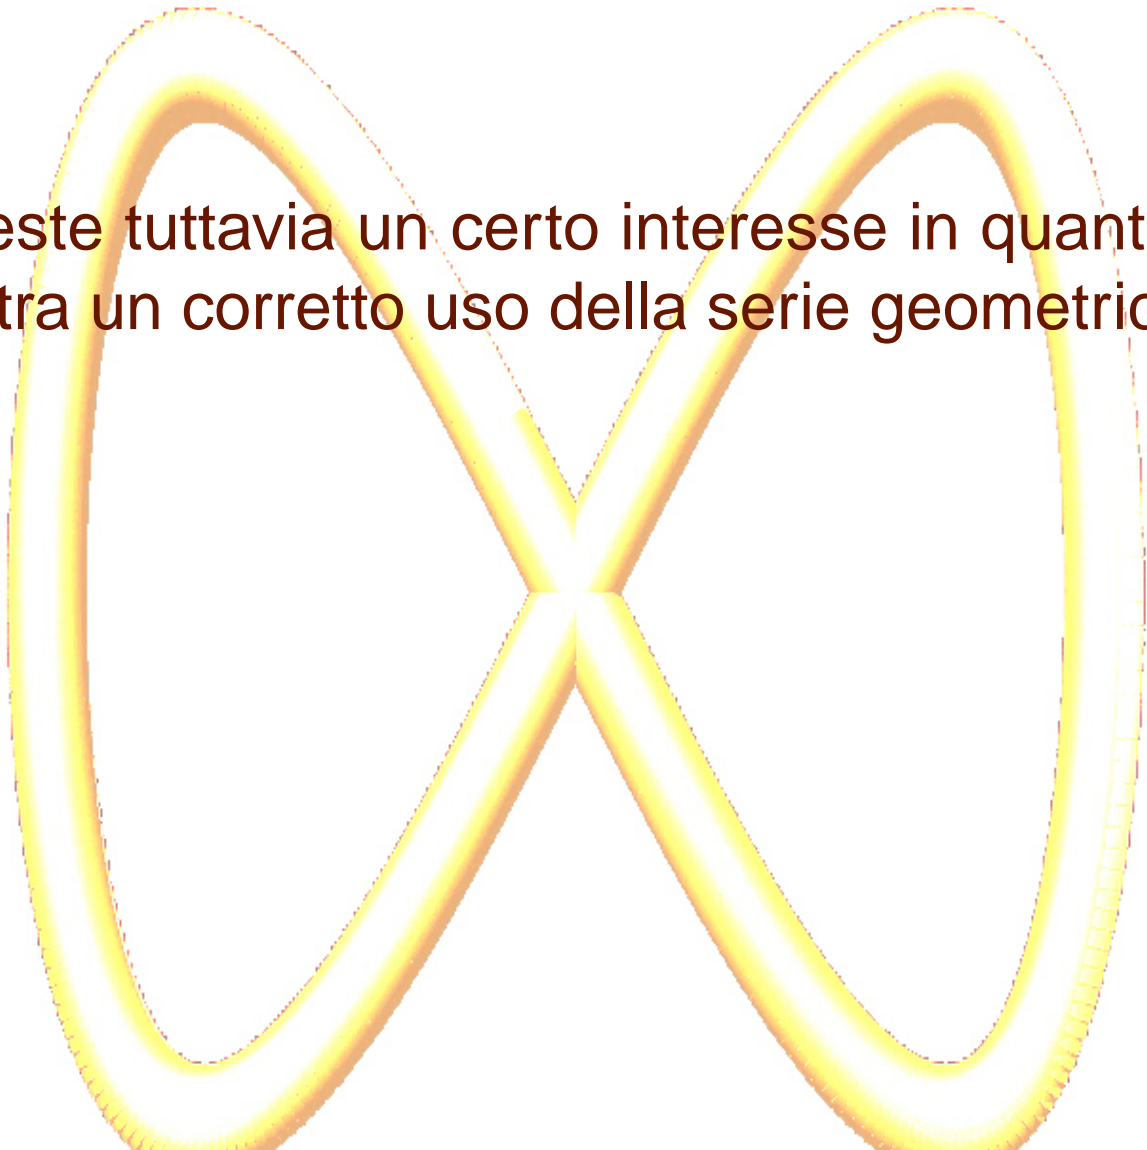 este tuttavia un certo interesse in quant
tra un corretto uso della serie geometric